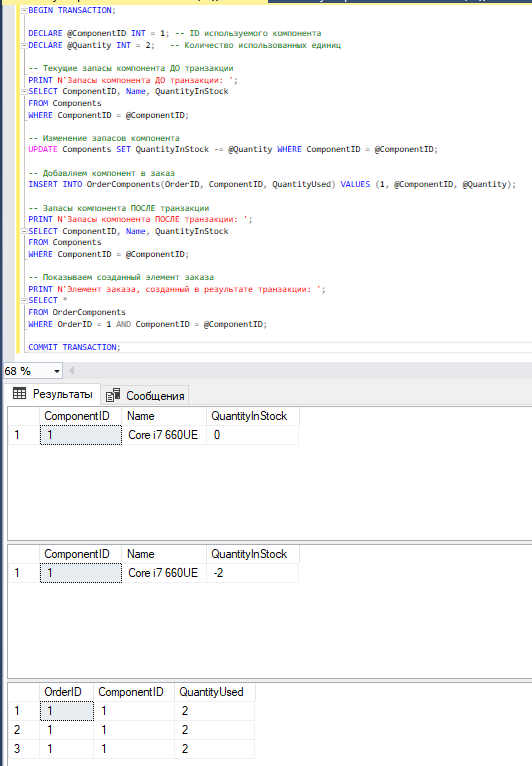 BEGIN TRANSACTION;
DECLARE @ComponentID INT = 1; -- ID используемого компонента
DECLARE @Quantity INT = 2;   -- Количество использованных единиц
-- Текущие запасы компонента ДО транзакции
PRINT N'Запасы компонента ДО транзакции: ';
SELECT ComponentID, Name, QuantityInStock
FROM Components
WHERE ComponentID = @ComponentID;
-- Изменение запасов компонента
UPDATE Components SET QuantityInStock -= @Quantity WHERE ComponentID = @ComponentID;
-- Добавляем компонент в заказ
INSERT INTO OrderComponents(OrderID, ComponentID, QuantityUsed) VALUES (1, @ComponentID, @Quantity);
-- Запасы компонента ПОСЛЕ транзакции
PRINT N'Запасы компонента ПОСЛЕ транзакции: ';
SELECT ComponentID, Name, QuantityInStock
FROM Components
WHERE ComponentID = @ComponentID;
-- Показываем созданный элемент заказа
PRINT N'Элемент заказа, созданный в результате транзакции: ';
SELECT *
FROM OrderComponents
WHERE OrderID = 1 AND ComponentID = @ComponentID;
COMMIT TRANSACTION;
68 %
Результаты Сообщения
ComponentID Name QuantityInStock
1 1 Core i7 660UE 0
ComponentID Name QuantityInStock
1 1 Core i7 660UE -2
OrderID ComponentID QuantityUsed
1 1 1 2
2 1 1 2
3 1 1 2